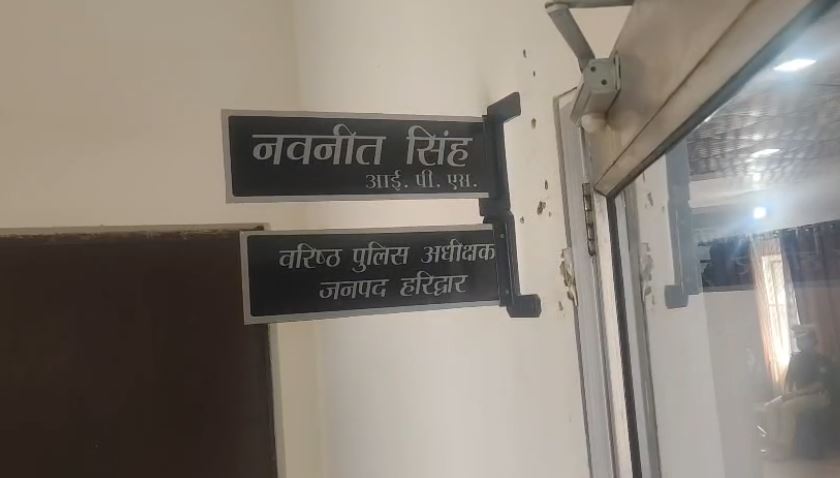 नवनीत सिंह
आई. पी. एस.
वरिष्ठ पुलिस अधीक्षक
जनपद हरिद्वार